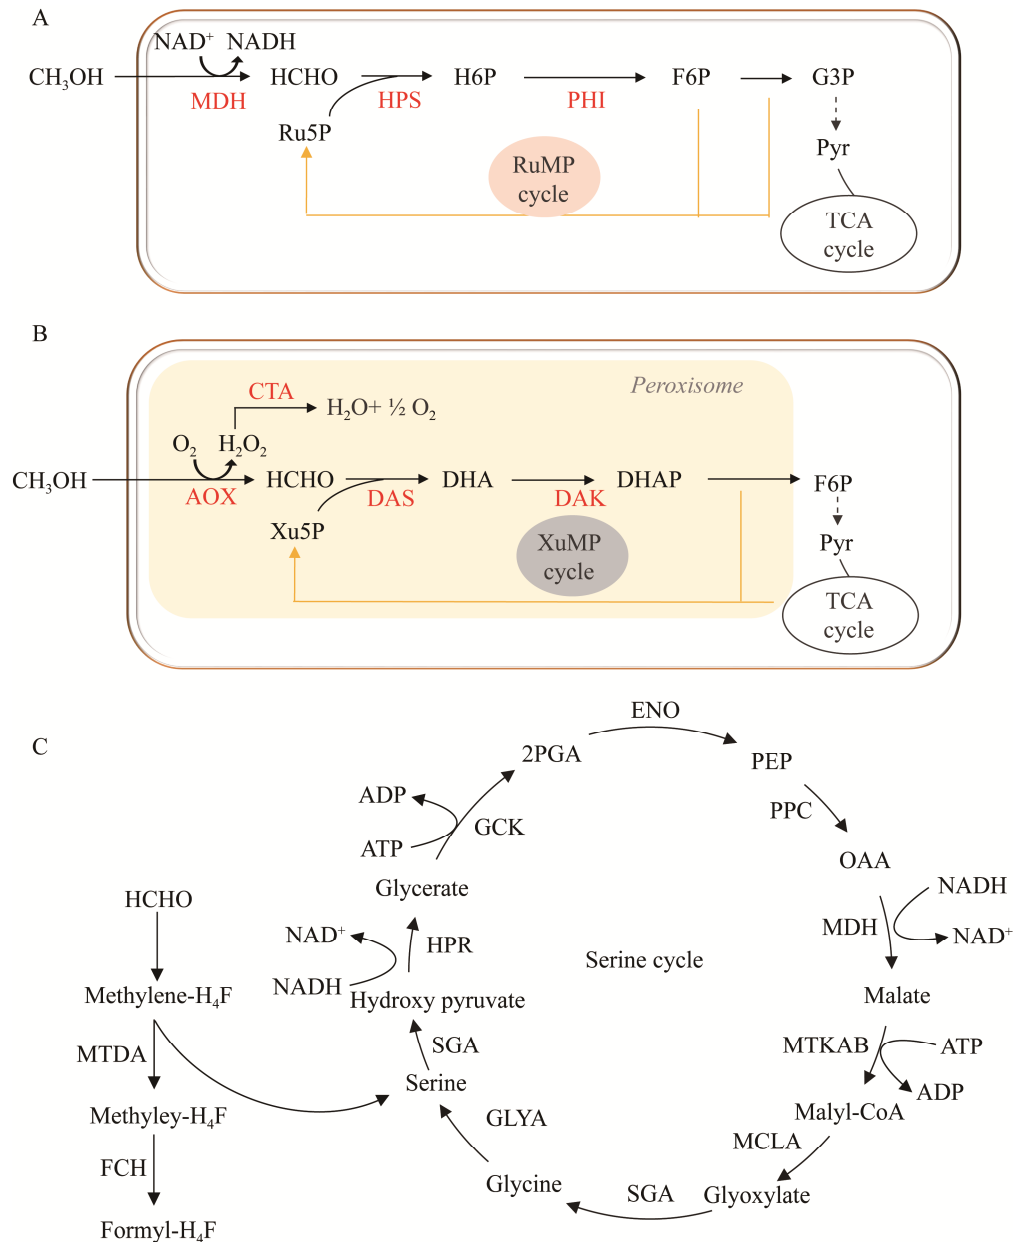 A
NAD⁺ NADH
CH₃OH HCHO H6P F6P G3P
MDH HPS PHI
Ru5P
Pyr
RuMP
cycle
TCA
cycle
B
CTA
Peroxisome
H₂O+ ½ O₂
O₂ H₂O₂
CH₃OH HCHO DHA DHAP F6P
AOX DAS DAK
Xu5P
XuMP
cycle
Pyr
TCA
cycle
C
ENO
2PGA
PEP
ADP
PPC
GCK
ATP
OAA
Glycerate
NADH
HCHO
MDH
NAD⁺
NAD⁺
HPR
Serine cycle
NADH
Hydroxy pyruvate
Methylene-H₄F
Malate
MTDA
SGA
MTKAB
ATP
Serine
ADP
Methyley-H₄F
GLYA
Malyl-CoA
MCLA
FCH
Glycine
SGA
Glyoxylate
Formyl-H₄F